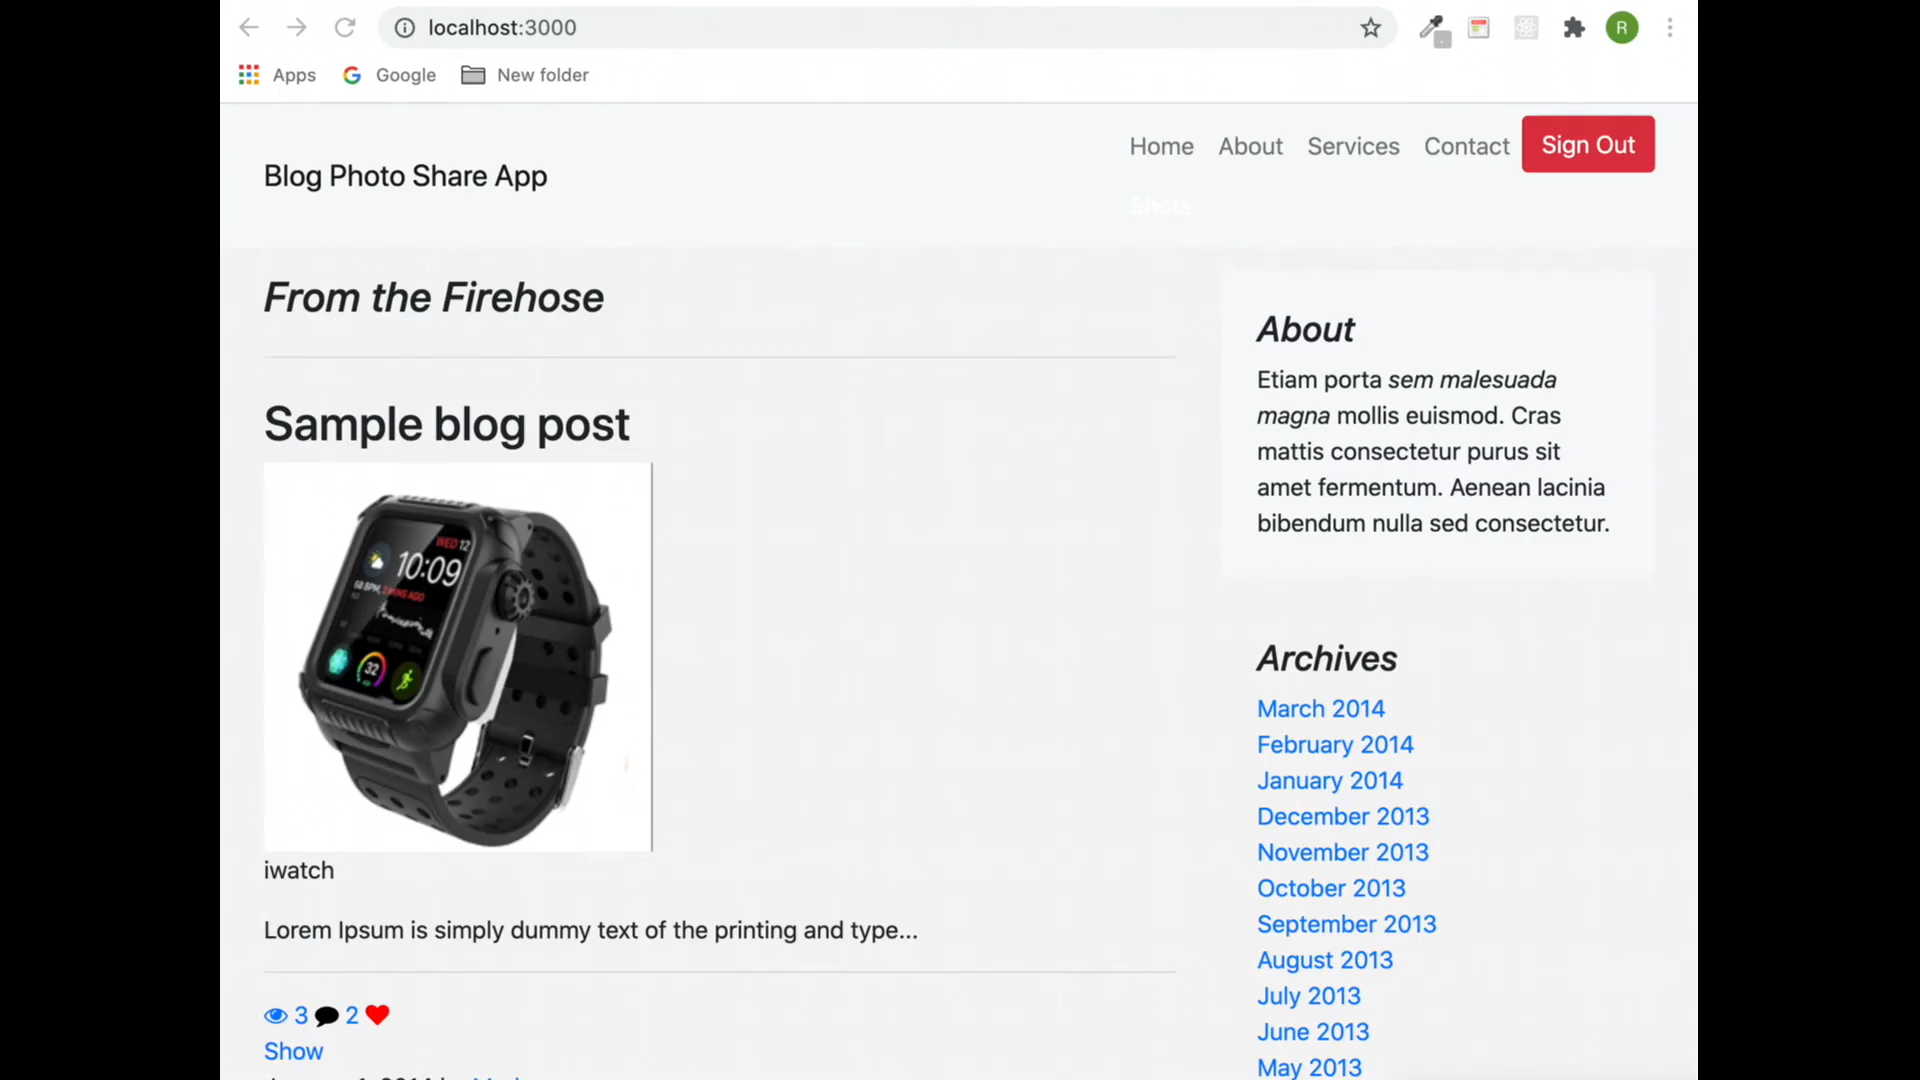 localhost:3000
R
Apps Google New folder
Blog Photo Share App
Home About Services Contact Sign Out
Shots
From the Firehose
Sample blog post
WED 12
10:09
32
iwatch
Lorem Ipsum is simply dummy text of the printing and type...
3 2
Show
About
Etiam porta sem malesuada
magna mollis euismod. Cras
mattis consectetur purus sit
amet fermentum. Aenean lacinia
bibendum nulla sed consectetur.
Archives
March 2014
February 2014
January 2014
December 2013
November 2013
October 2013
September 2013
August 2013
July 2013
June 2013
May 2013